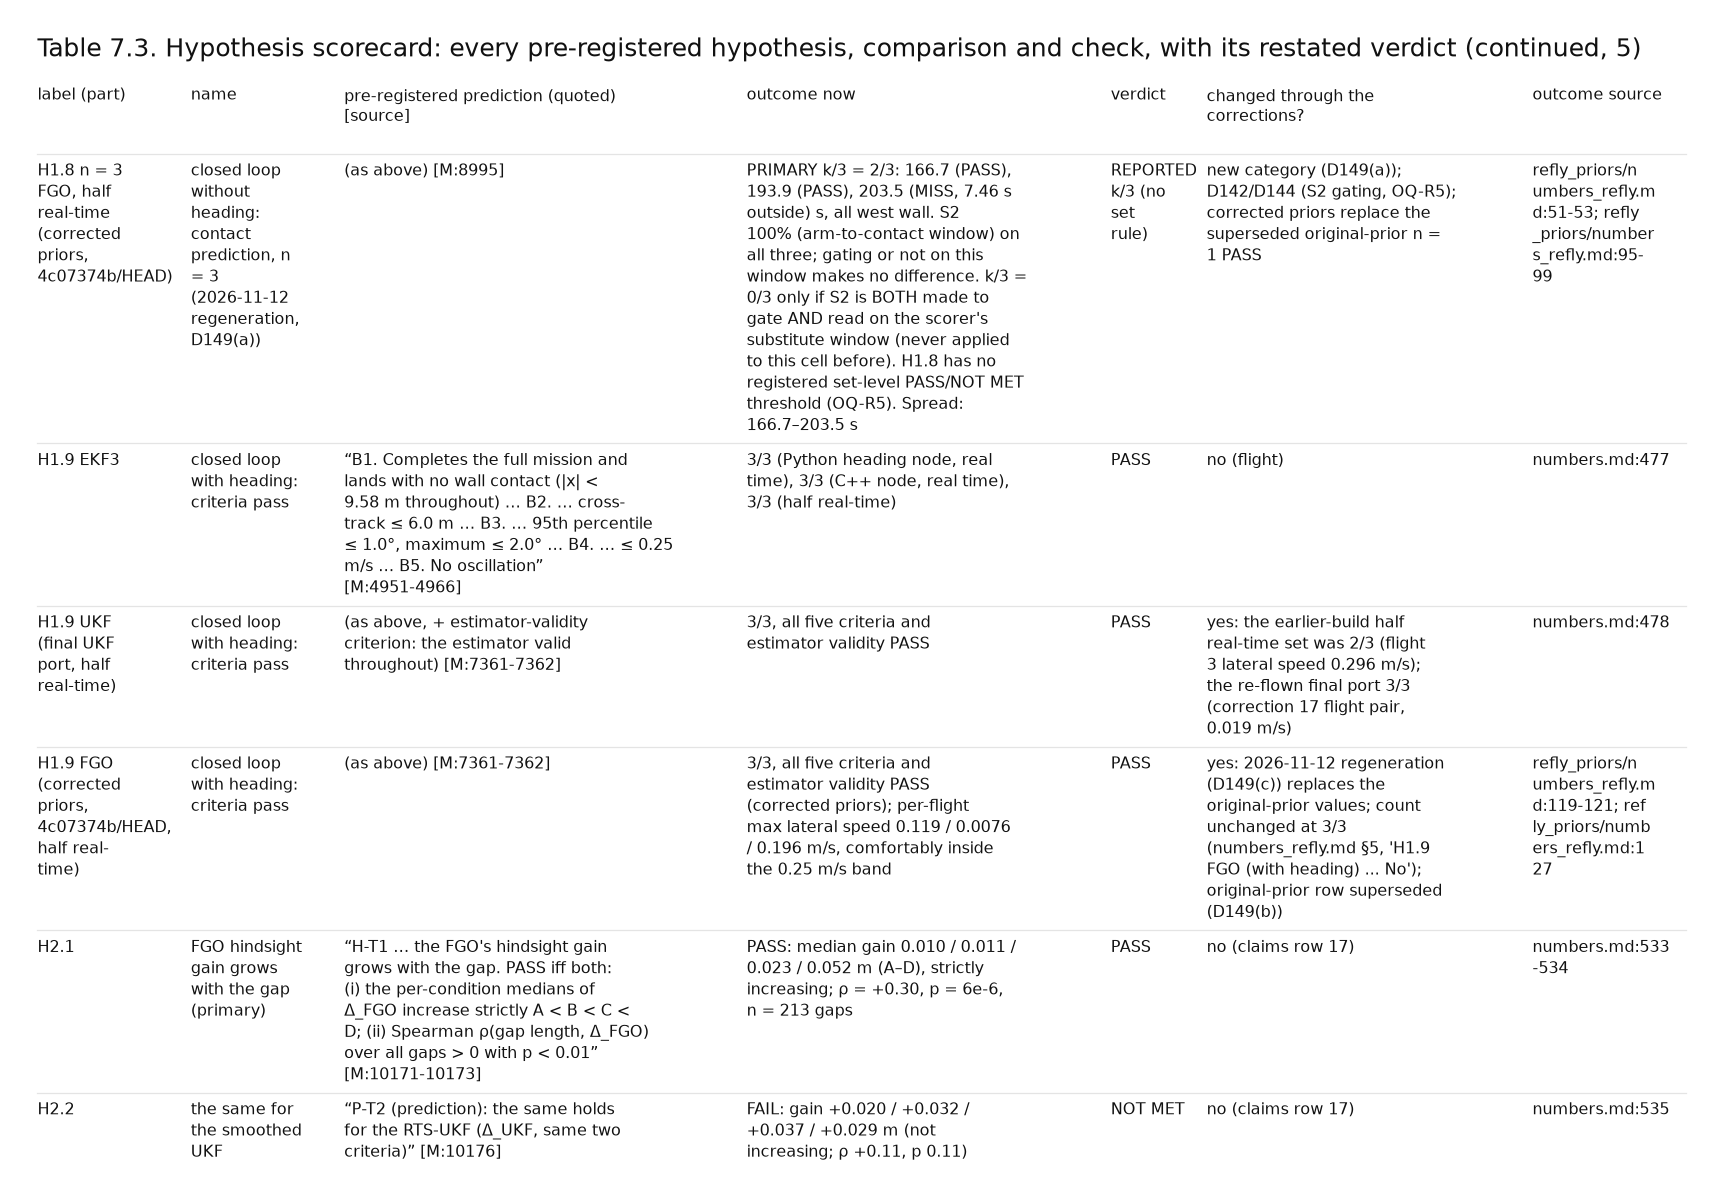 Table 7.3. Hypothesis scorecard: every pre-registered hypothesis, comparison and check, with its restated verdict (continued, 5)
label (part)
name
pre-registered prediction (quoted)
[source]
outcome now
verdict
changed through the
corrections?
outcome source
H1.8 n = 3
FGO, half
real-time
(corrected
priors,
4c07374b/HEAD)
closed loop
without
heading:
contact
prediction, n
= 3
(2026-11-12
regeneration,
D149(a))
(as above) [M:8995]
PRIMARY k/3 = 2/3: 166.7 (PASS),
193.9 (PASS), 203.5 (MISS, 7.46 s
outside) s, all west wall. S2
100% (arm-to-contact window) on
all three; gating or not on this
window makes no difference. k/3 =
0/3 only if S2 is BOTH made to
gate AND read on the scorer's
substitute window (never applied
to this cell before). H1.8 has no
registered set-level PASS/NOT MET
threshold (OQ-R5). Spread:
166.7–203.5 s
REPORTED
k/3 (no
set
rule)
new category (D149(a));
D142/D144 (S2 gating, OQ-R5);
corrected priors replace the
superseded original-prior n =
1 PASS
refly_priors/n
umbers_refly.m
d:51-53; refly
_priors/number
s_refly.md:95-
99
H1.9 EKF3
closed loop
with heading:
criteria pass
“B1. Completes the full mission and
lands with no wall contact (|x| <
9.58 m throughout) … B2. … cross-
track ≤ 6.0 m … B3. … 95th percentile
≤ 1.0°, maximum ≤ 2.0° … B4. … ≤ 0.25
m/s … B5. No oscillation”
[M:4951-4966]
3/3 (Python heading node, real
time), 3/3 (C++ node, real time),
3/3 (half real-time)
PASS
no (flight)
numbers.md:477
H1.9 UKF
(final UKF
port, half
real-time)
closed loop
with heading:
criteria pass
(as above, + estimator-validity
criterion: the estimator valid
throughout) [M:7361-7362]
3/3, all five criteria and
estimator validity PASS
PASS
yes: the earlier-build half
real-time set was 2/3 (flight
3 lateral speed 0.296 m/s);
the re-flown final port 3/3
(correction 17 flight pair,
0.019 m/s)
numbers.md:478
H1.9 FGO
(corrected
priors,
4c07374b/HEAD,
half real-
time)
closed loop
with heading:
criteria pass
(as above) [M:7361-7362]
3/3, all five criteria and
estimator validity PASS
(corrected priors); per-flight
max lateral speed 0.119 / 0.0076
/ 0.196 m/s, comfortably inside
the 0.25 m/s band
PASS
yes: 2026-11-12 regeneration
(D149(c)) replaces the
original-prior values; count
unchanged at 3/3
(numbers_refly.md §5, 'H1.9
FGO (with heading) … No');
original-prior row superseded
(D149(b))
refly_priors/n
umbers_refly.m
d:119-121; ref
ly_priors/numb
ers_refly.md:1
27
H2.1
FGO hindsight
gain grows
with the gap
(primary)
“H-T1 … the FGO's hindsight gain
grows with the gap. PASS iff both:
(i) the per-condition medians of
Δ_FGO increase strictly A < B < C <
D; (ii) Spearman ρ(gap length, Δ_FGO)
over all gaps > 0 with p < 0.01”
[M:10171-10173]
PASS: median gain 0.010 / 0.011 /
0.023 / 0.052 m (A–D), strictly
increasing; ρ = +0.30, p = 6e-6,
n = 213 gaps
PASS
no (claims row 17)
numbers.md:533
-534
H2.2
the same for
the smoothed
UKF
“P-T2 (prediction): the same holds
for the RTS-UKF (Δ_UKF, same two
criteria)” [M:10176]
FAIL: gain +0.020 / +0.032 /
+0.037 / +0.029 m (not
increasing; ρ +0.11, p 0.11)
NOT MET
no (claims row 17)
numbers.md:535